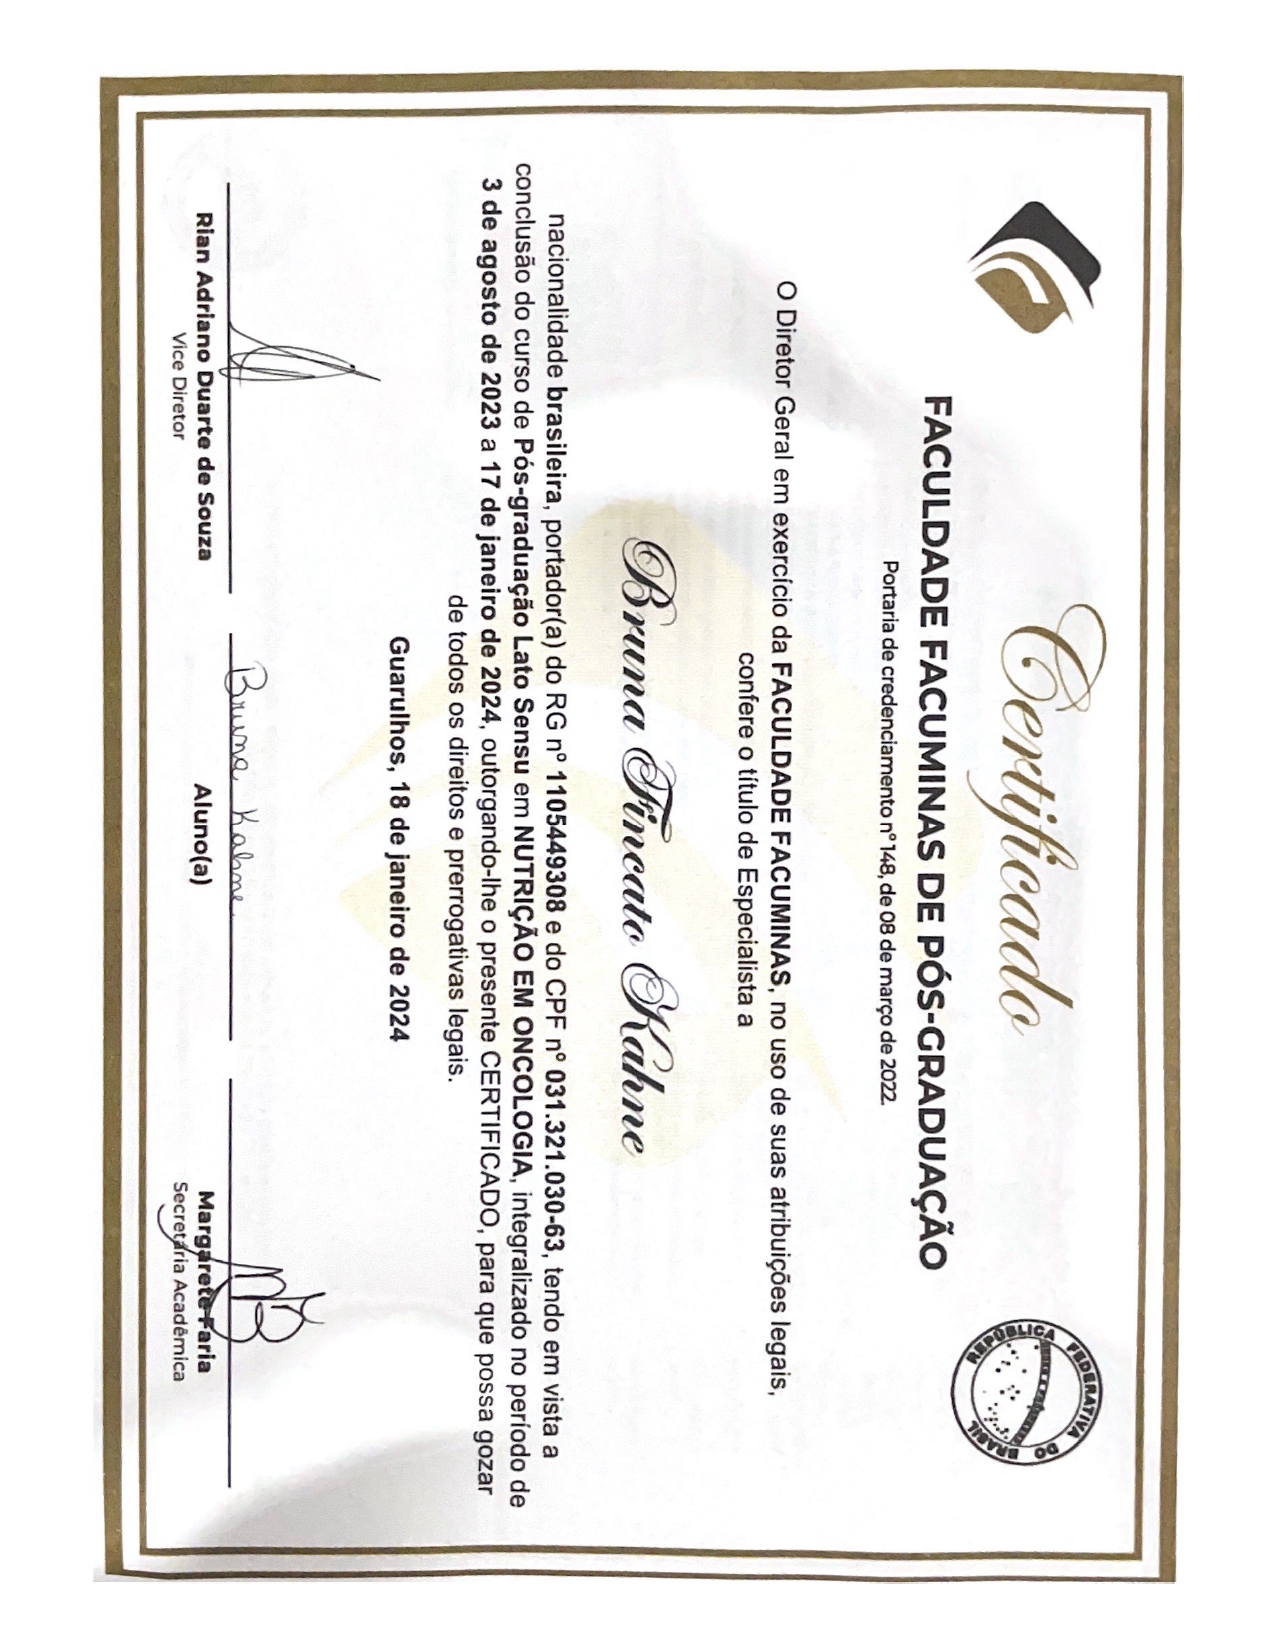 Certificado
REPÚBLICA FEDERATIVA DO BRASIL
FACULDADE FACUMINAS DE PÓS-GRADUAÇÃO
Portaria de credenciamento nº 148, de 08 de março de 2022.
O Diretor Geral em exercício da FACULDADE FACUMINAS, no uso de suas atribuições legais,
confere o título de Especialista a
Bruna Fincato Kahne
nacionalidade brasileira, portador(a) do RG nº 1105449308 e do CPF nº 031.321.030-63, tendo em vista a
conclusão do curso de Pós-graduação Lato Sensu em NUTRIÇÃO EM ONCOLOGIA, integralizado no período de
3 de agosto de 2023 a 17 de janeiro de 2024, outorgando-lhe o presente CERTIFICADO, para que possa gozar
de todos os direitos e prerrogativas legais.
Guarulhos, 18 de janeiro de 2024
Bruna Kahne
Rian Adriano Duarte de Souza
Vice Diretor
Aluno(a)
Margarete Faria
Secretária Acadêmica